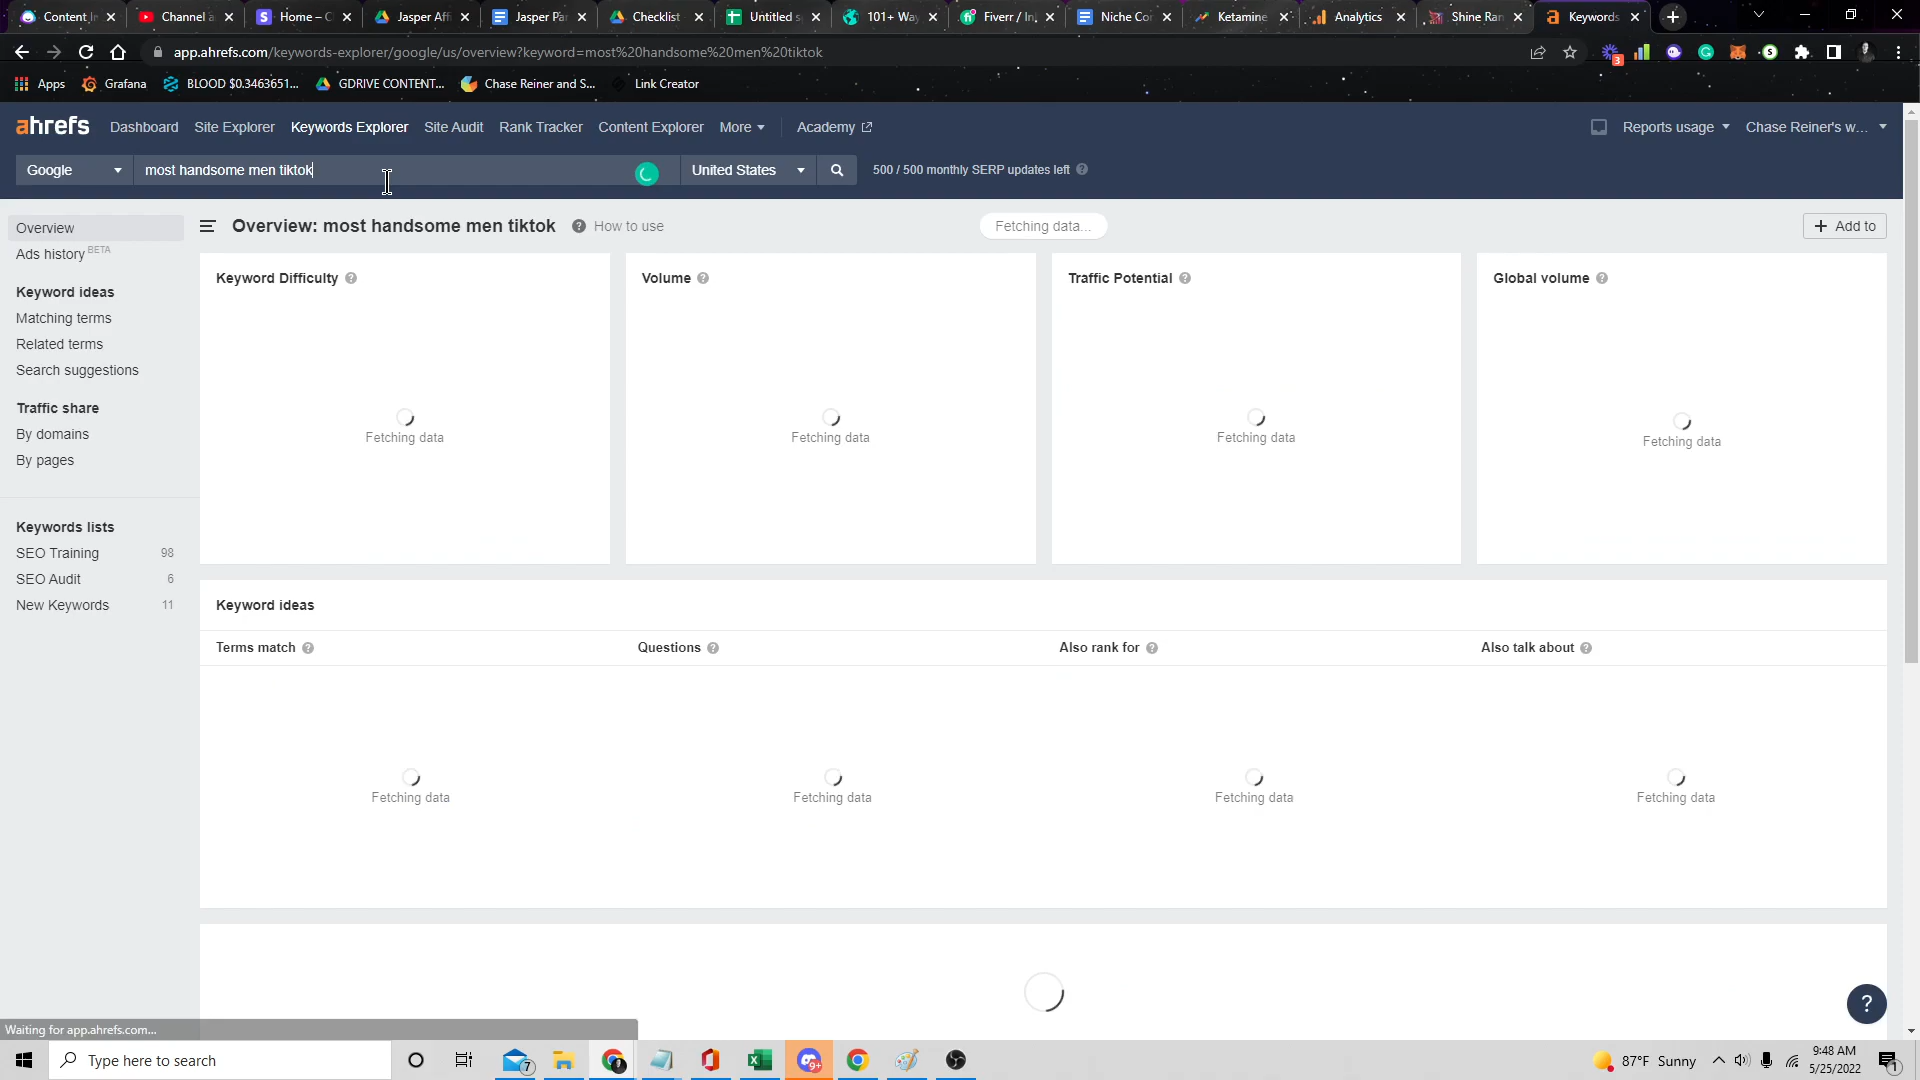 Content In
Channel a
Home – C
Jasper Aff
Jasper Par
Checklist
Untitled s
101+ Way
Fiverr / In
Niche Cor
Ketamine
Analytics
Shine Ran
Keywords
app.ahrefs.com/keywords-explorer/google/us/overview?keyword=most%20handsome%20men%20tiktok
3
Apps
Grafana
BLOOD $0.3463651...
GDRIVE CONTENT...
Chase Reiner and S...
Link Creator
ahrefs
Dashboard
Site Explorer
Keywords Explorer
Site Audit
Rank Tracker
Content Explorer
More
Academy
Reports usage
Chase Reiner's w...
Google
most handsome men tiktok
United States
500 / 500 monthly SERP updates left
Overview
Ads history BETA
Keyword ideas
Matching terms
Related terms
Search suggestions
Traffic share
By domains
By pages
Keywords lists
SEO Training 98
SEO Audit 6
New Keywords 11
Overview: most handsome men tiktok
How to use
Fetching data...
+ Add to
Keyword Difficulty
Fetching data
Volume
Fetching data
Traffic Potential
Fetching data
Global volume
Fetching data
Keyword ideas
Terms match
Questions
Also rank for
Also talk about
Fetching data
Fetching data
Fetching data
Fetching data
?
Waiting for app.ahrefs.com...
Type here to search
7
9+
87°F Sunny
9:48 AM
5/25/2022
1